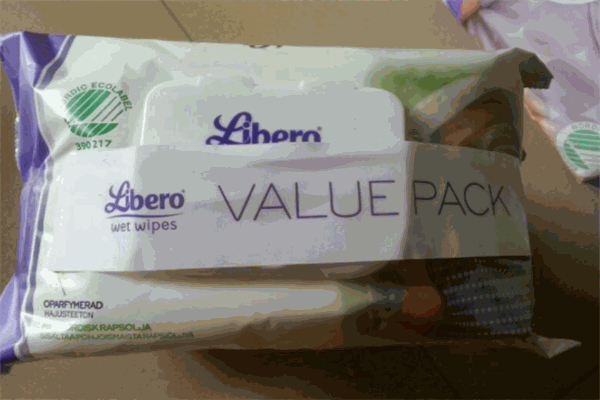 NORDIC ECOLABEL
390217
Libero
Libero
wet wipes
VALUE PACK
OPARFYMERAD
HAJUSTEETON